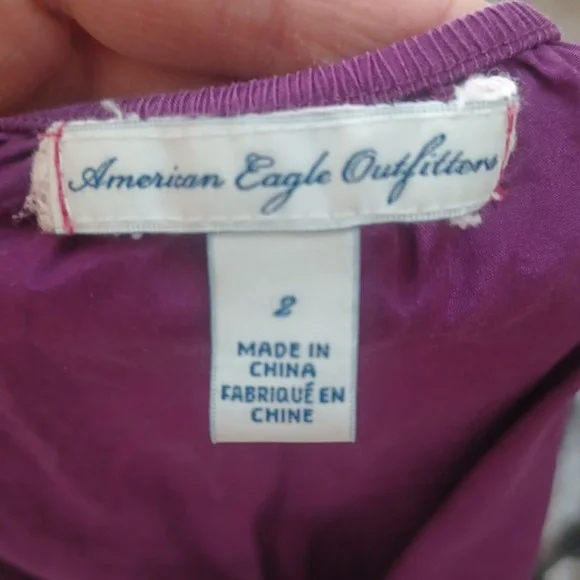 American Eagle Outfitters
2
MADE IN
CHINA
FABRIQUÉ EN
CHINE